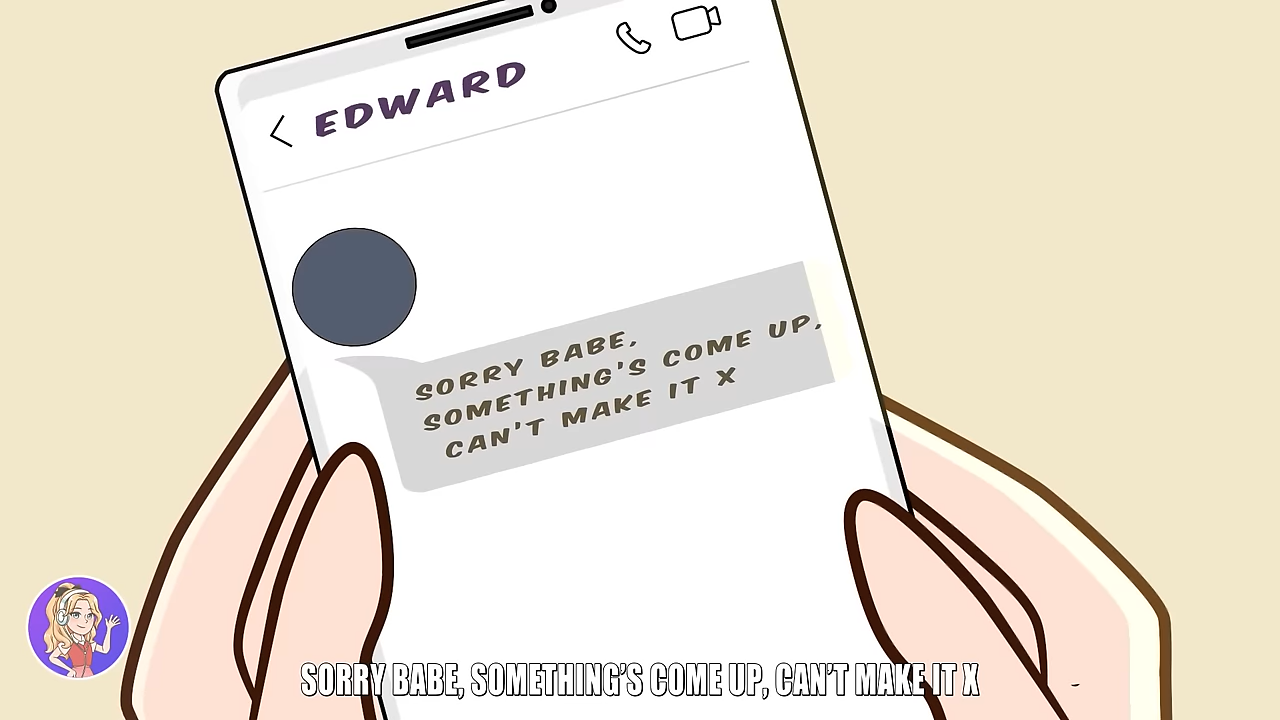 EDWARD
SORRY BABE,
SOMETHING'S COME UP,
CAN'T MAKE IT X
SORRY BABE, SOMETHING'S COME UP, CAN'T MAKE IT X